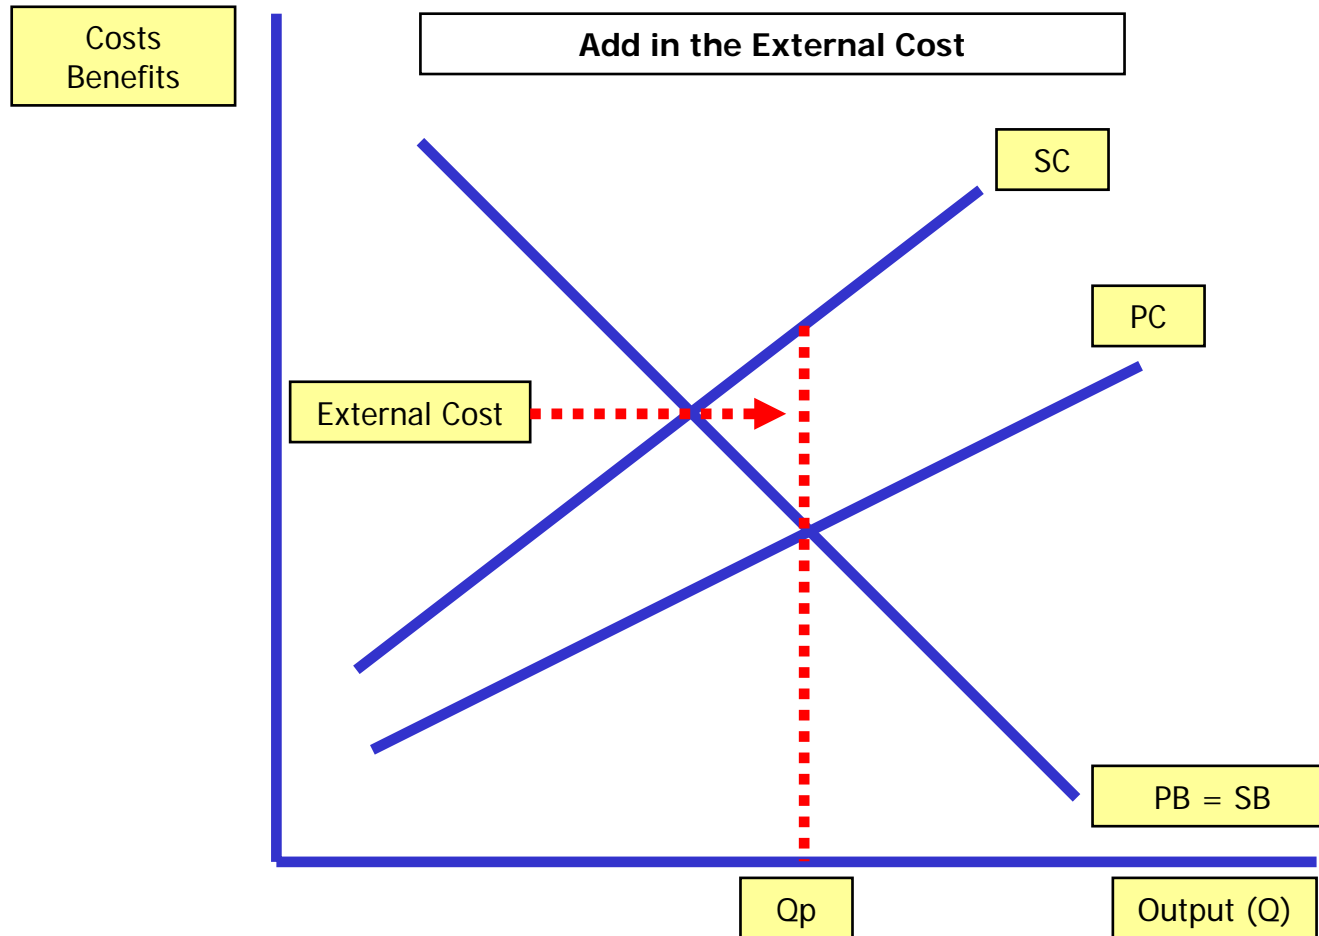 Costs
Benefits
Add in the External Cost
SC
PC
External Cost
PB = SB
Qp
Output (Q)